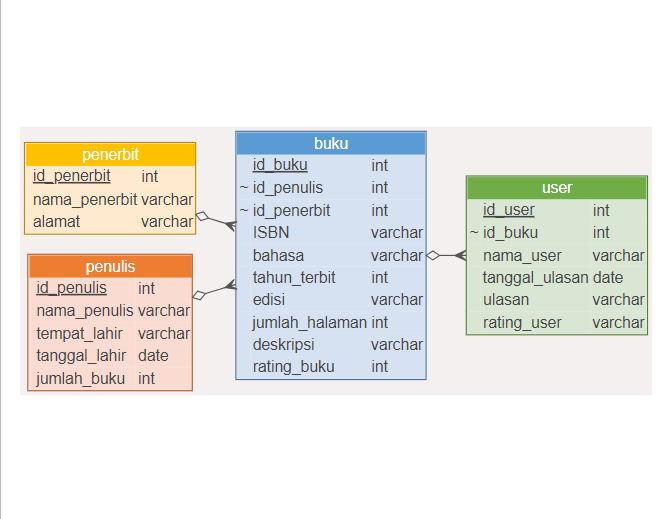 penerbit
id_penerbit int
nama_penerbit varchar
alamat varchar
penulis
id_penulis int
nama_penulis varchar
tempat_lahir varchar
tanggal_lahir date
jumlah_buku int
buku
id_buku int
~ id_penulis int
~ id_penerbit int
ISBN varchar
bahasa varchar
tahun_terbit int
edisi varchar
jumlah_halaman int
deskripsi varchar
rating_buku int
user
id_user int
~ id_buku int
nama_user varchar
tanggal_ulasan date
ulasan varchar
rating_user varchar